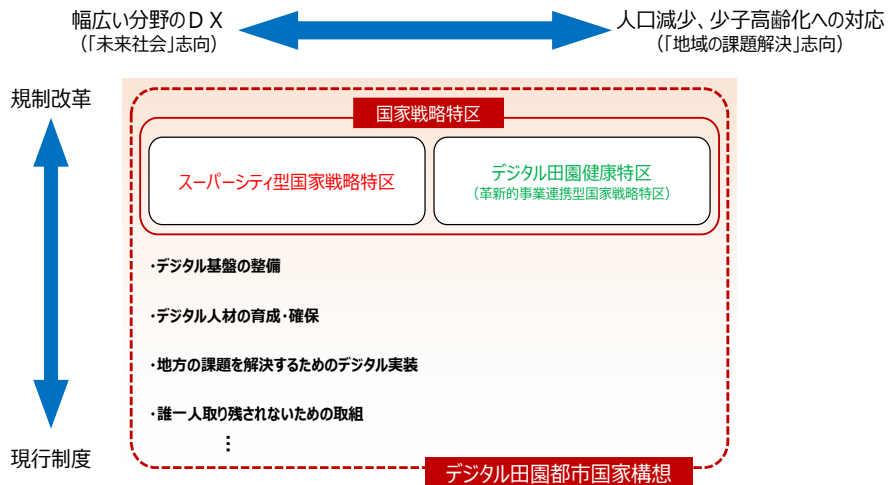 幅広い分野のＤＸ
(「未来社会」志向)
人口減少、少子高齢化への対応
(「地域の課題解決」志向)
規制改革
国家戦略特区
スーパーシティ型国家戦略特区
デジタル田園健康特区
(革新的事業連携型国家戦略特区)
・デジタル基盤の整備
・デジタル人材の育成・確保
・地方の課題を解決するためのデジタル実装
・誰一人取り残されないための取組
⋮
現行制度
デジタル田園都市国家構想